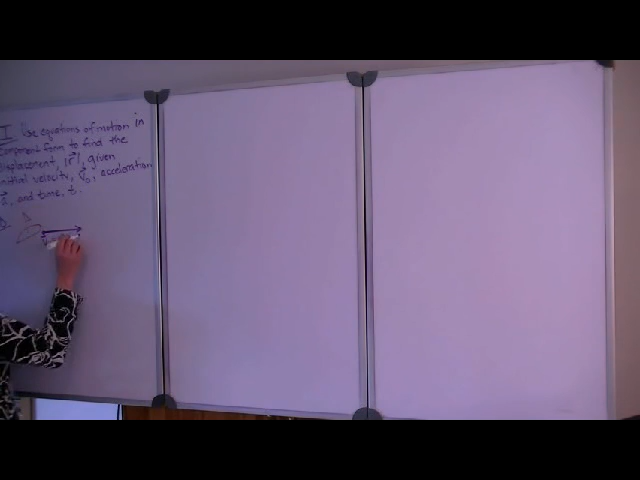 I Use equations of motion in
component form to find the
displacement, |r⃗|, given
initial velocity, v⃗₀, acceleration
a⃗, and time, t.